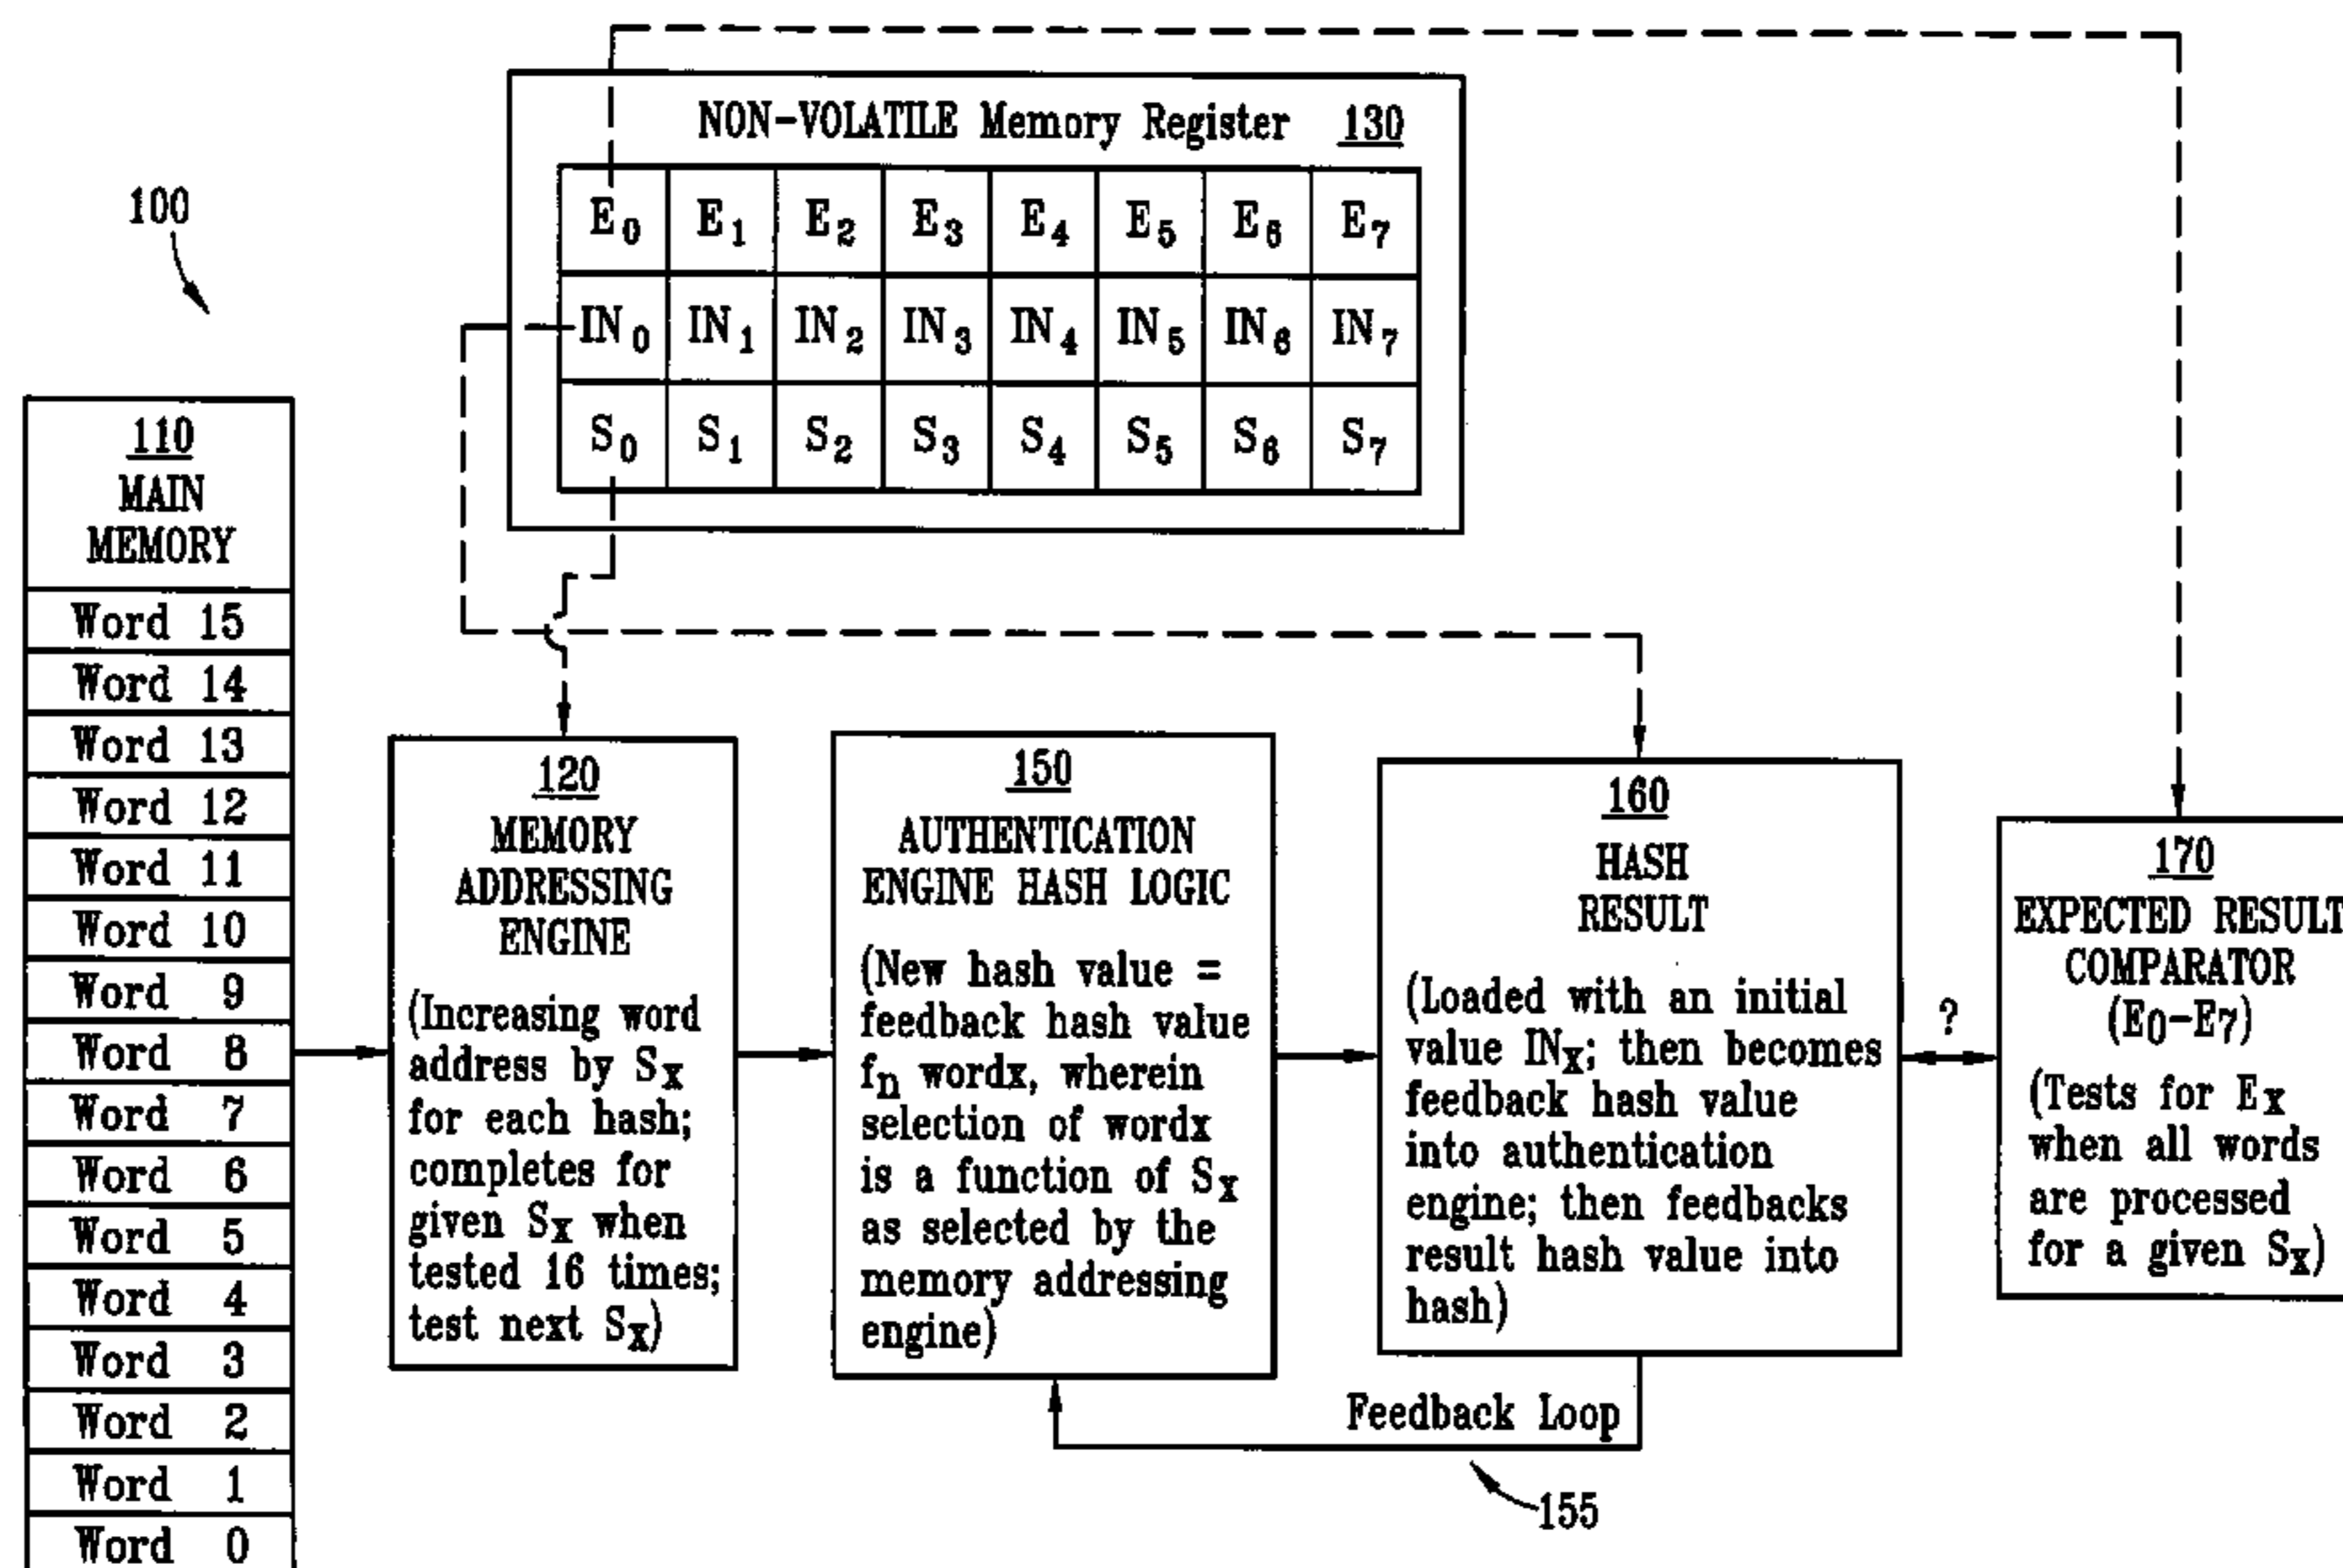 NON-VOLATILE Memory Register 130
E0 E1 E2 E3 E4 E5 E6 E7
IN0 IN1 IN2 IN3 IN4 IN5 IN6 IN7
S0 S1 S2 S3 S4 S5 S6 S7
100
110
MAIN
MEMORY
Word 15
Word 14
Word 13
Word 12
Word 11
Word 10
Word 9
Word 8
Word 7
Word 6
Word 5
Word 4
Word 3
Word 2
Word 1
Word 0
120
MEMORY
ADDRESSING
ENGINE
(Increasing word
address by SX
for each hash;
completes for
given SX when
tested 16 times;
test next SX)
150
AUTHENTICATION
ENGINE HASH LOGIC
(New hash value =
feedback hash value
fn wordx, wherein
selection of wordx
is a function of SX
as selected by the
memory addressing
engine)
160
HASH
RESULT
(Loaded with an initial
value INX; then becomes
feedback hash value
into authentication
engine; then feedbacks
result hash value into
hash)
?
170
EXPECTED RESULT
COMPARATOR
(E0-E7)
(Tests for EX
when all words
are processed
for a given SX)
Feedback Loop
155